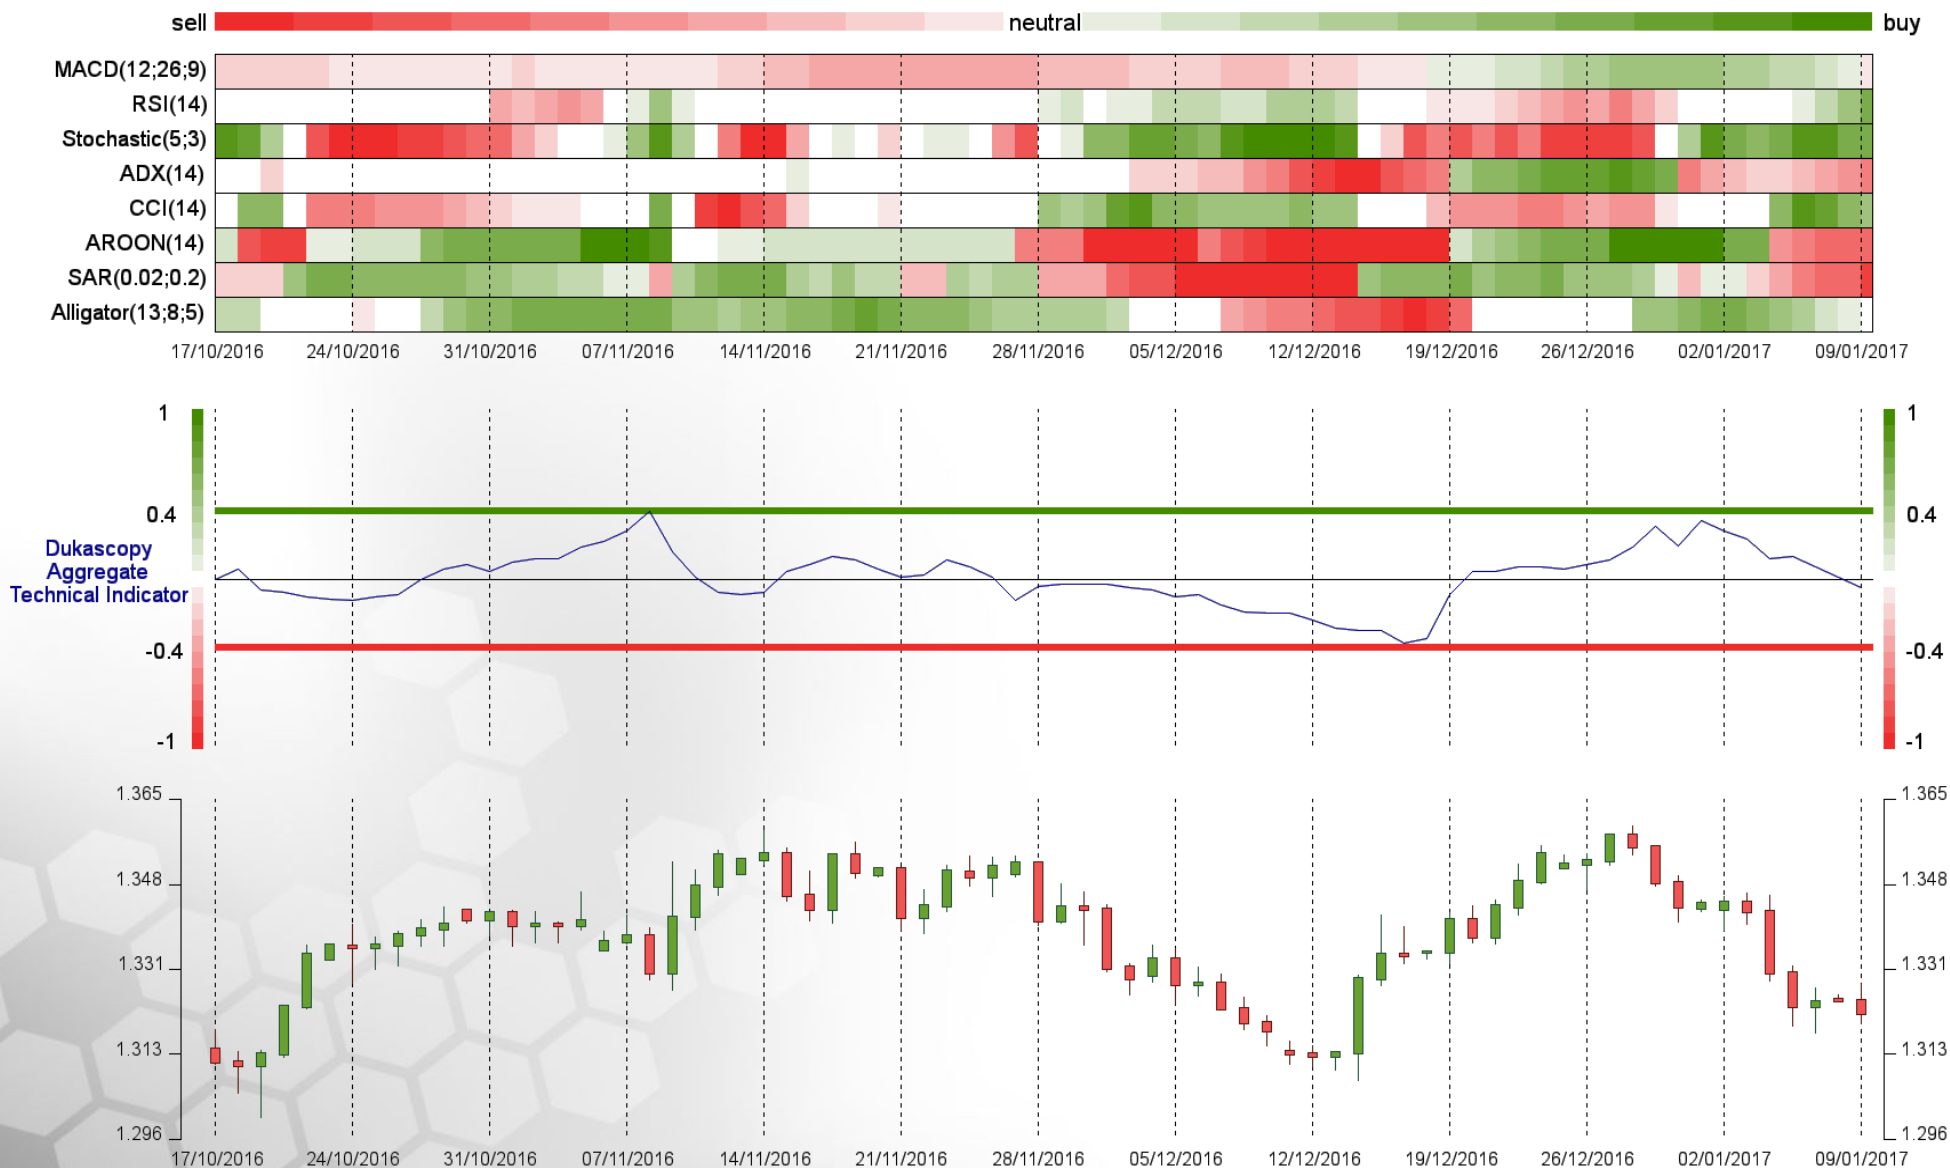 sell neutral buy
MACD(12;26;9)
RSI(14)
Stochastic(5;3)
ADX(14)
CCI(14)
AROON(14)
SAR(0.02;0.2)
Alligator(13;8;5)
17/10/2016 24/10/2016 31/10/2016 07/11/2016 14/11/2016 21/11/2016 28/11/2016 05/12/2016 12/12/2016 19/12/2016 26/12/2016 02/01/2017 09/01/2017
1 1
0.4 0.4
Dukascopy
Aggregate
Technical Indicator
-0.4 -0.4
-1 -1
1.365 1.365
1.348 1.348
1.331 1.331
1.313 1.313
1.296 1.296
17/10/2016 24/10/2016 31/10/2016 07/11/2016 14/11/2016 21/11/2016 28/11/2016 05/12/2016 12/12/2016 19/12/2016 26/12/2016 02/01/2017 09/01/2017